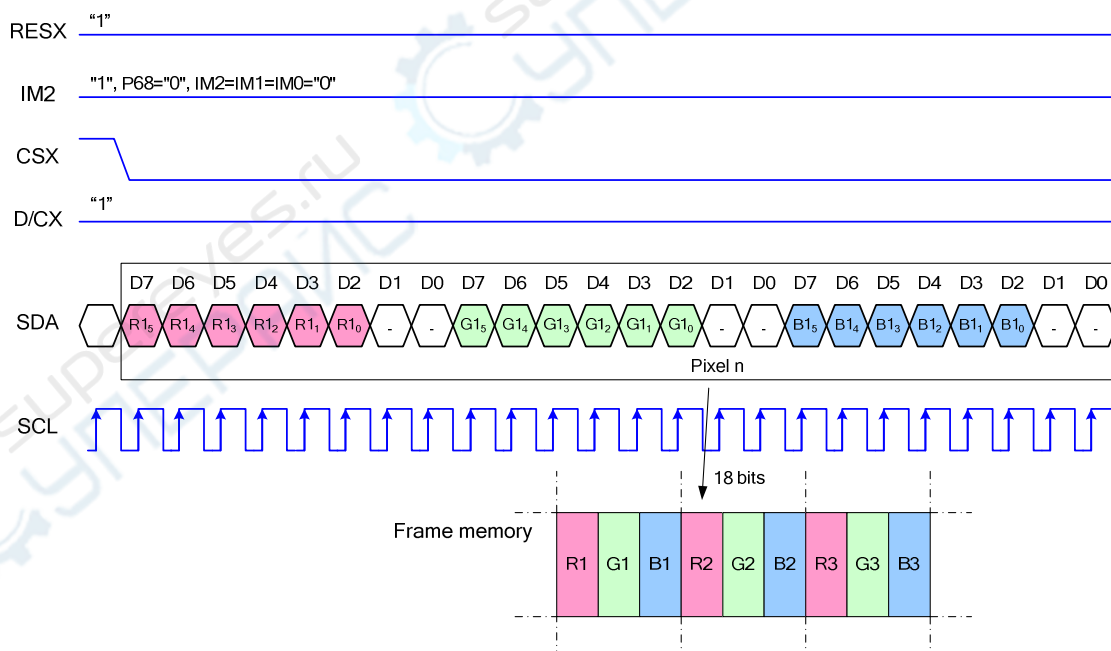 RESX “1”
IM2 "1", P68="0", IM2=IM1=IM0="0"
CSX
D/CX “1”
D7 D6 D5 D4 D3 D2 D1 D0 D7 D6 D5 D4 D3 D2 D1 D0 D7 D6 D5 D4 D3 D2 D1 D0
SDA R1₅ R1₄ R1₃ R1₂ R1₁ R1₀ - - G1₅ G1₄ G1₃ G1₂ G1₁ G1₀ - - B1₅ B1₄ B1₃ B1₂ B1₁ B1₀ - -
Pixel n
SCL
18 bits
Frame memory
R1 G1 B1 R2 G2 B2 R3 G3 B3
supereyes.ru
СУПЕРАЙС